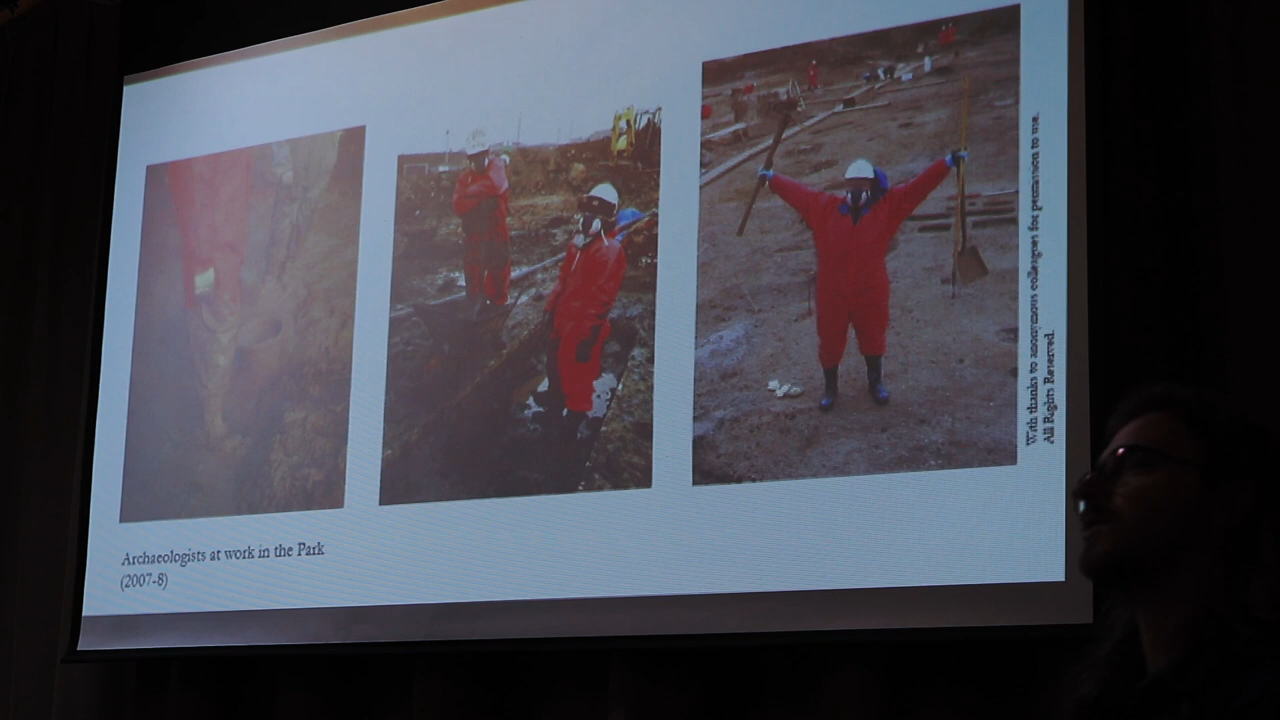 Archaeologists at work in the Park
(2007-8)
With thanks to anonymous colleagues for permission to use.
All Rights Reserved.